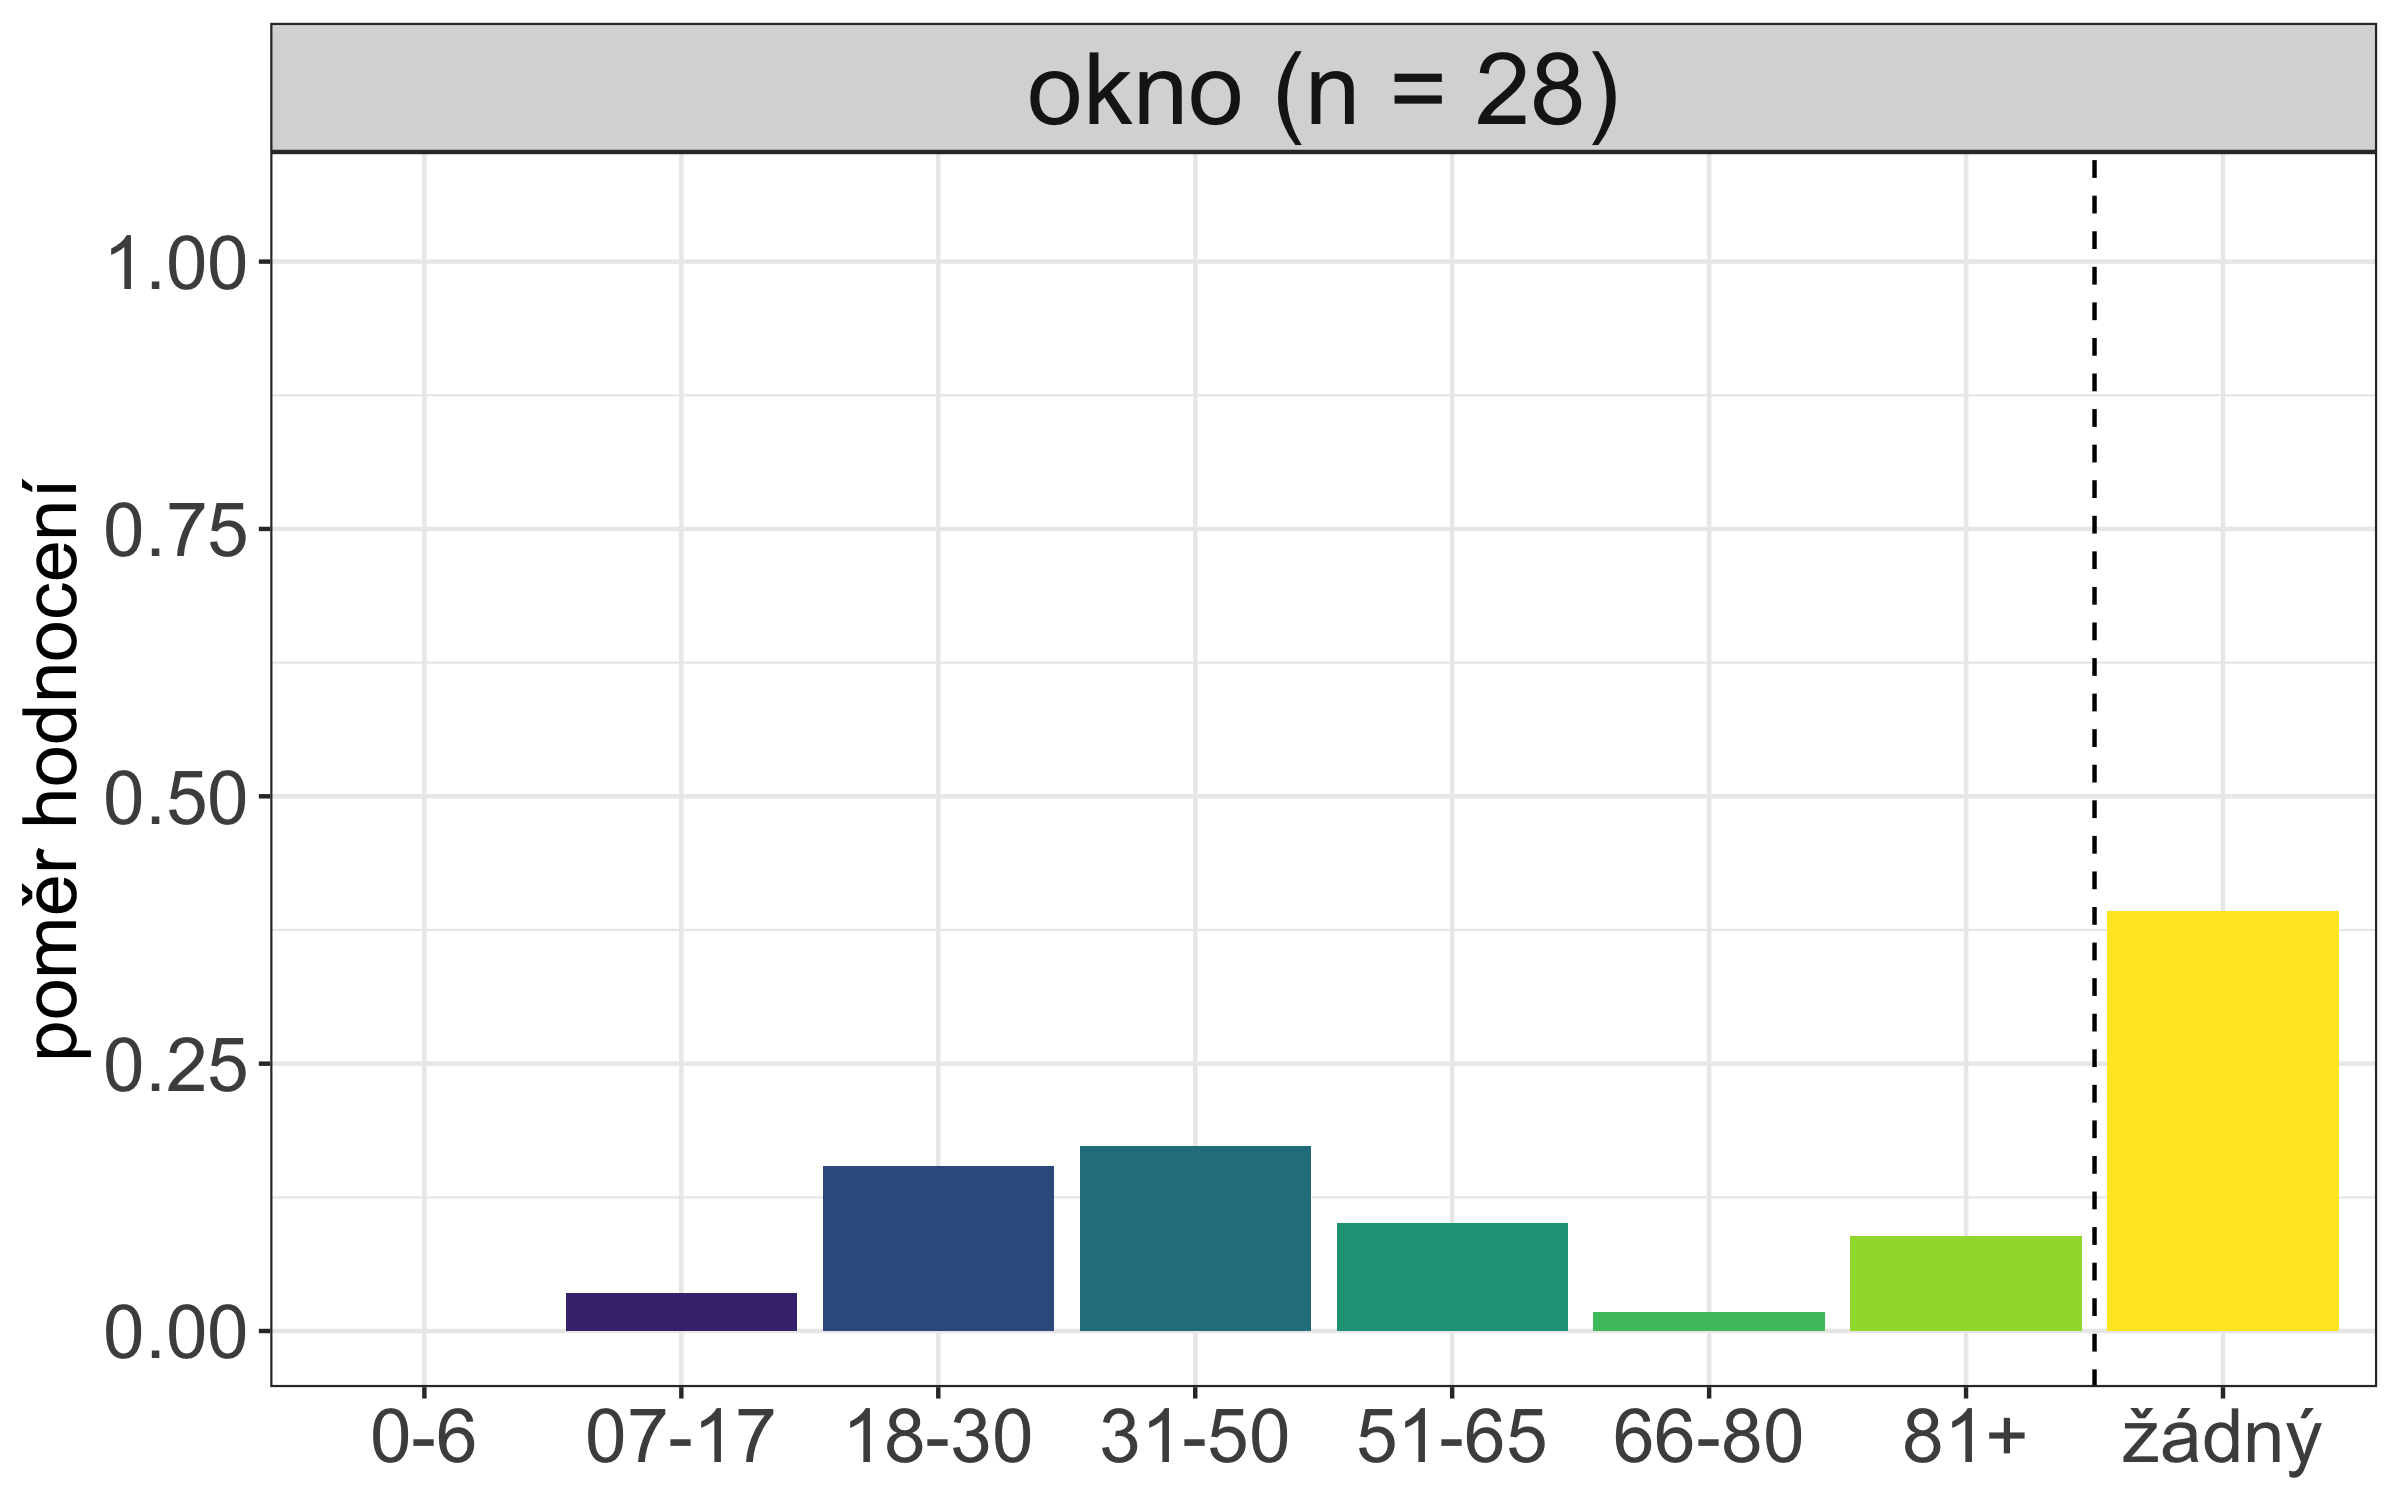 okno (n = 28)
poměr hodnocení
1.00
0.75
0.50
0.25
0.00
0-6 07-17 18-30 31-50 51-65 66-80 81+ žádný